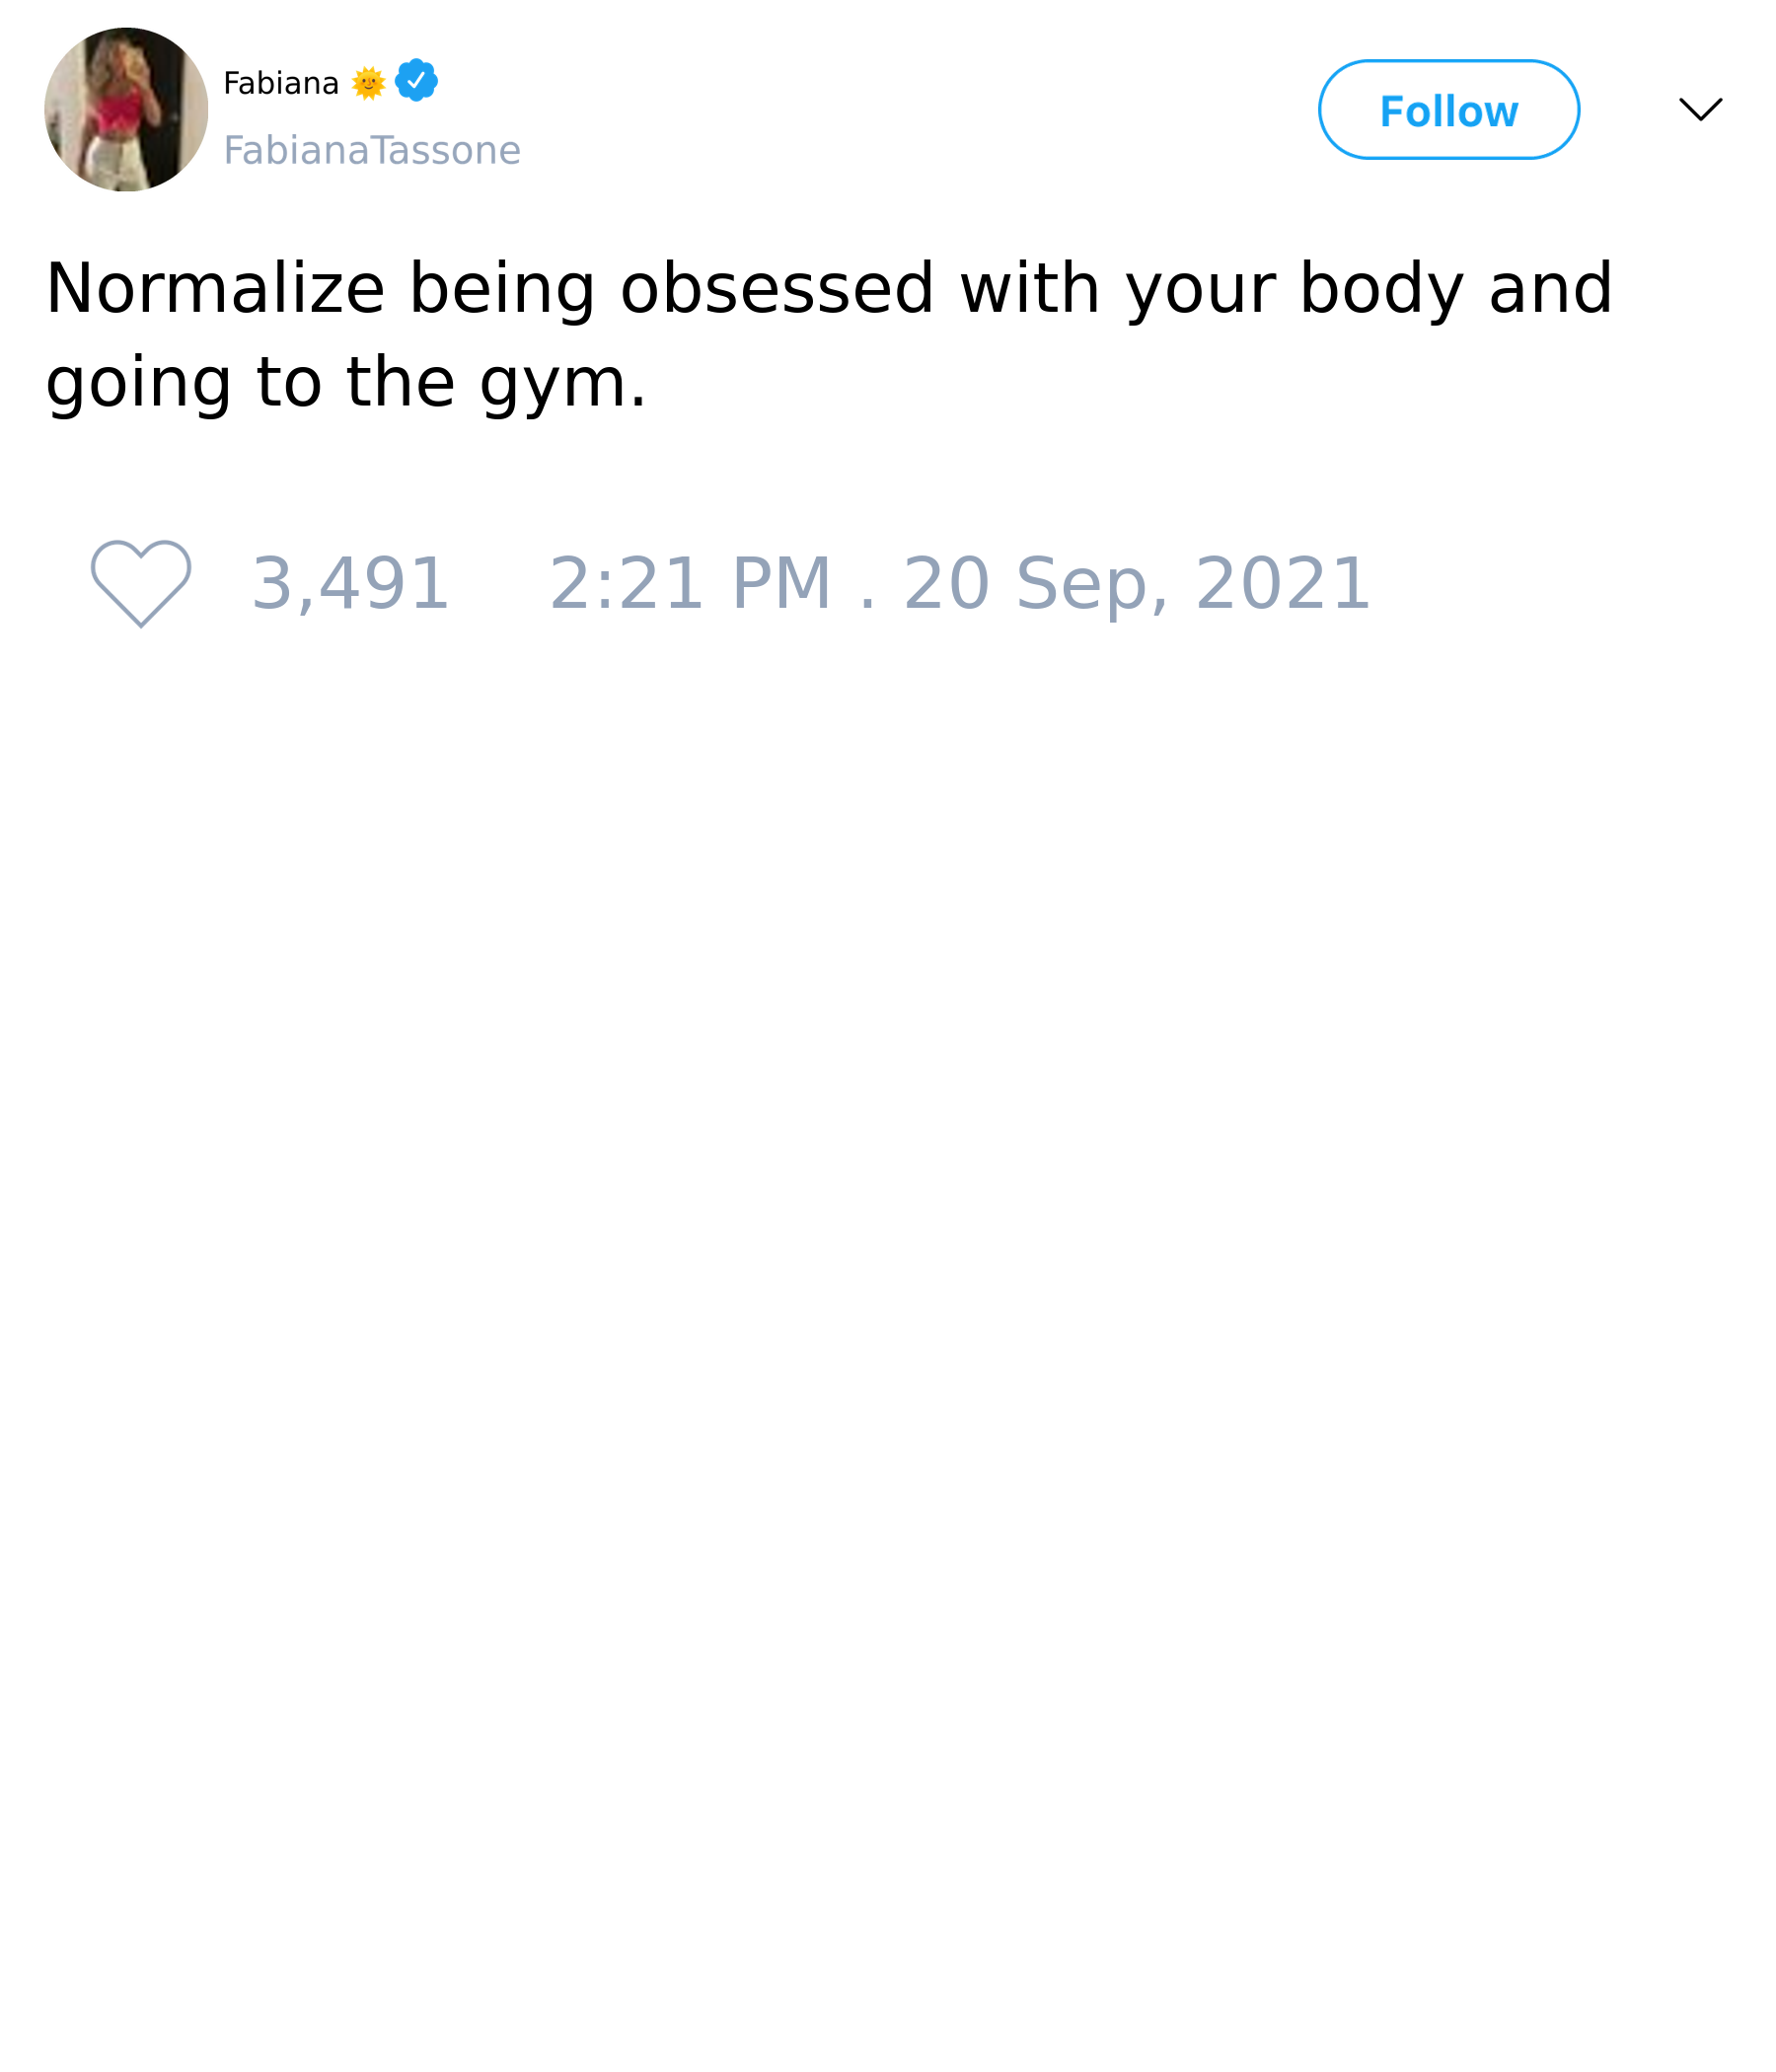 Fabiana 🌞
FabianaTassone
Follow
Normalize being obsessed with your body and
going to the gym.
3,491 2:21 PM . 20 Sep, 2021